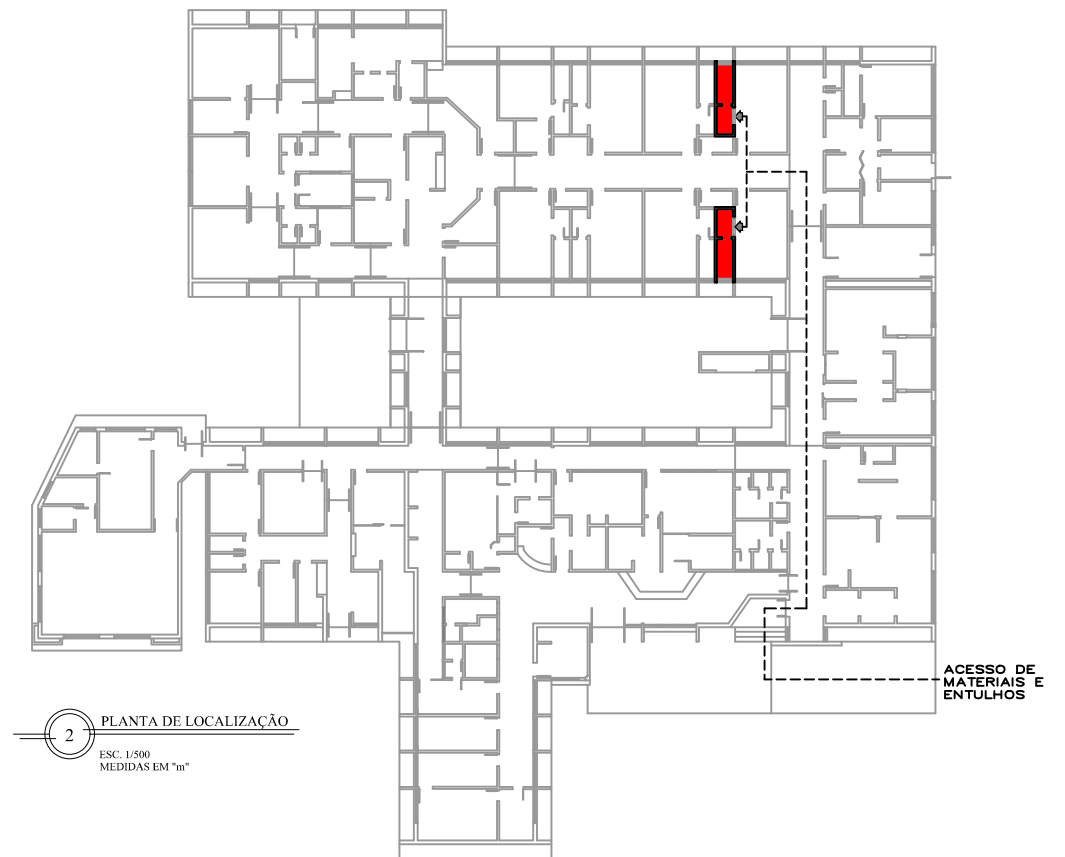 ACESSO DE
MATERIAIS E
ENTULHOS
2
PLANTA DE LOCALIZAÇÃO
ESC. 1/500
MEDIDAS EM "m"